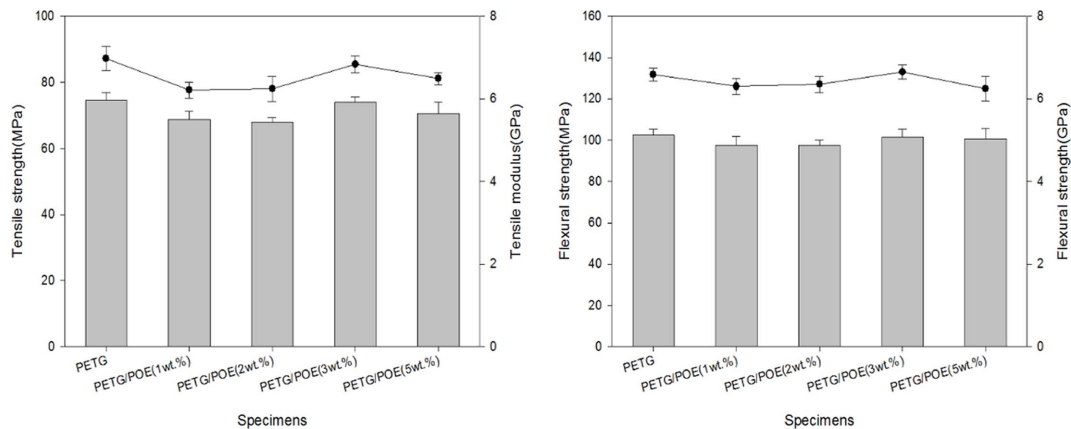 100
80
60
40
20
0
Tensile strength(MPa)
8
6
4
2
0
Tensile modulus(GPa)
PETG
PETG/POE(1wt.%)
PETG/POE(2wt.%)
PETG/POE(3wt.%)
PETG/POE(5wt.%)
Specimens
160
140
120
100
80
60
40
20
0
Flexural strength(MPa)
8
6
4
2
0
Flexural strength(GPa)
PETG
PETG/POE(1wt.%)
PETG/POE(2wt.%)
PETG/POE(3wt.%)
PETG/POE(5wt.%)
Specimens